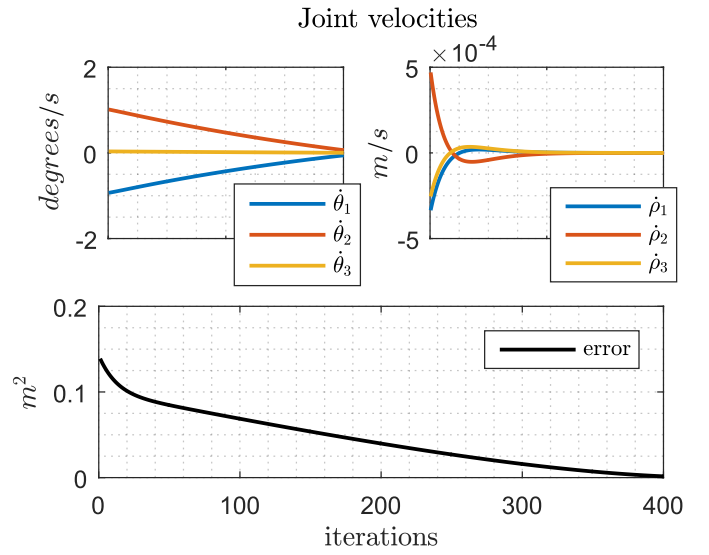 Joint velocities
degrees/s
2
0
-2
θ̇₁
θ̇₂
θ̇₃
m/s
×10⁻⁴
5
0
-5
ρ̇₁
ρ̇₂
ρ̇₃
m²
0.2
0.1
0
error
0 100 200 300 400
iterations